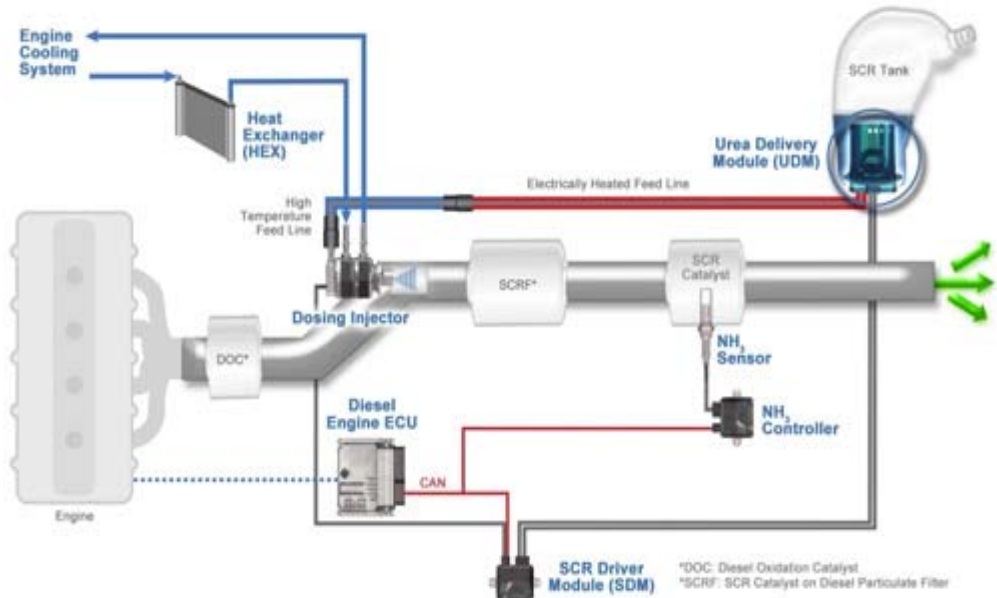 Engine
Cooling
System
SCR Tank
Heat
Exchanger
(HEX)
Urea Delivery
Module (UDM)
Electrically Heated Feed Line
High
Temperature
Feed Line
SCR
Catalyst
SCRF*
Dosing Injector
NH3
Sensor
DOC*
Diesel
Engine ECU
NH3
Controller
CAN
Engine
SCR Driver
Module (SDM)
*DOC: Diesel Oxidation Catalyst
*SCRF: SCR Catalyst on Diesel Particulate Filter